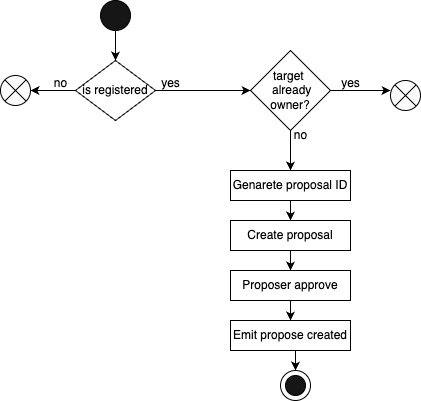 no
is registered
yes
target
already
owner?
yes
no
Genarete proposal ID
Create proposal
Proposer approve
Emit propose created